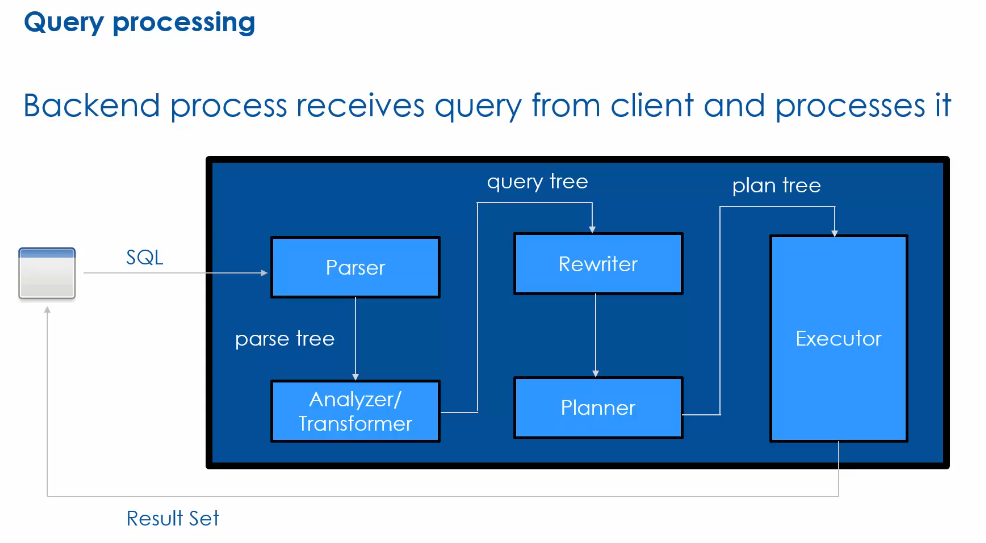 Query processing
Backend process receives query from client and processes it
SQL
Parser
parse tree
Analyzer/
Transformer
query tree
Rewriter
Planner
plan tree
Executor
Result Set